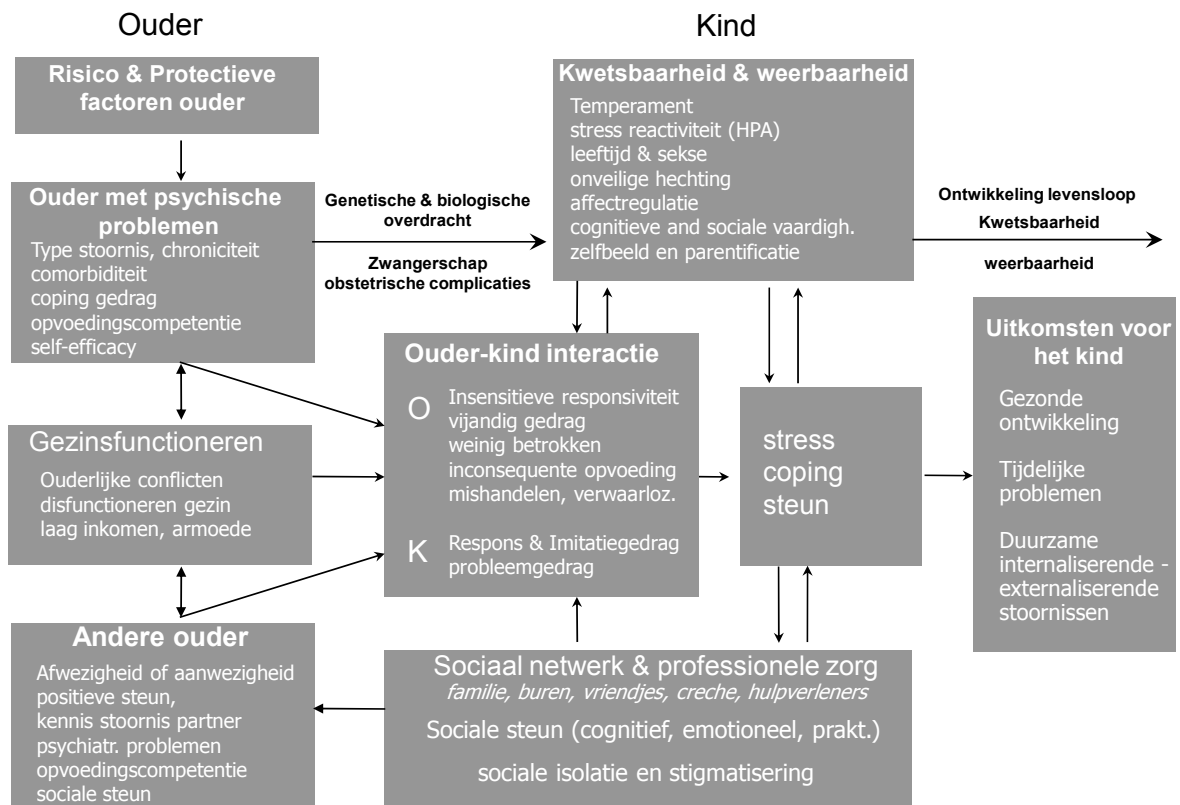 Ouder
Kind
Risico & Protectieve
factoren ouder
Kwetsbaarheid & weerbaarheid
Temperament
stress reactiviteit (HPA)
leeftijd & sekse
onveilige hechting
affectregulatie
cognitieve and sociale vaardigh.
zelfbeeld en parentificatie
Ouder met psychische
problemen
Type stoornis, chroniciteit
comorbiditeit
coping gedrag
opvoedingscompetentie
self-efficacy
Genetische & biologische
overdracht
Zwangerschap
obstetrische complicaties
Ontwikkeling levensloop
Kwetsbaarheid
weerbaarheid
Ouder-kind interactie
O
Insensitieve responsiviteit
vijandig gedrag
weinig betrokken
inconsequente opvoeding
mishandelen, verwaarloz.
K
Respons & Imitatiegedrag
probleemgedrag
Gezinsfunctioneren
Ouderlijke conflicten
disfunctioneren gezin
laag inkomen, armoede
stress
coping
steun
Uitkomsten voor
het kind
Gezonde
ontwikkeling
Tijdelijke
problemen
Duurzame
internaliserende -
externaliserende
stoornissen
Andere ouder
Afwezigheid of aanwezigheid
positieve steun,
kennis stoornis partner
psychiatr. problemen
opvoedingscompetentie
sociale steun
Sociaal netwerk & professionele zorg
familie, buren, vriendjes, creche, hulpverleners
Sociale steun (cognitief, emotioneel, prakt.)
sociale isolatie en stigmatisering